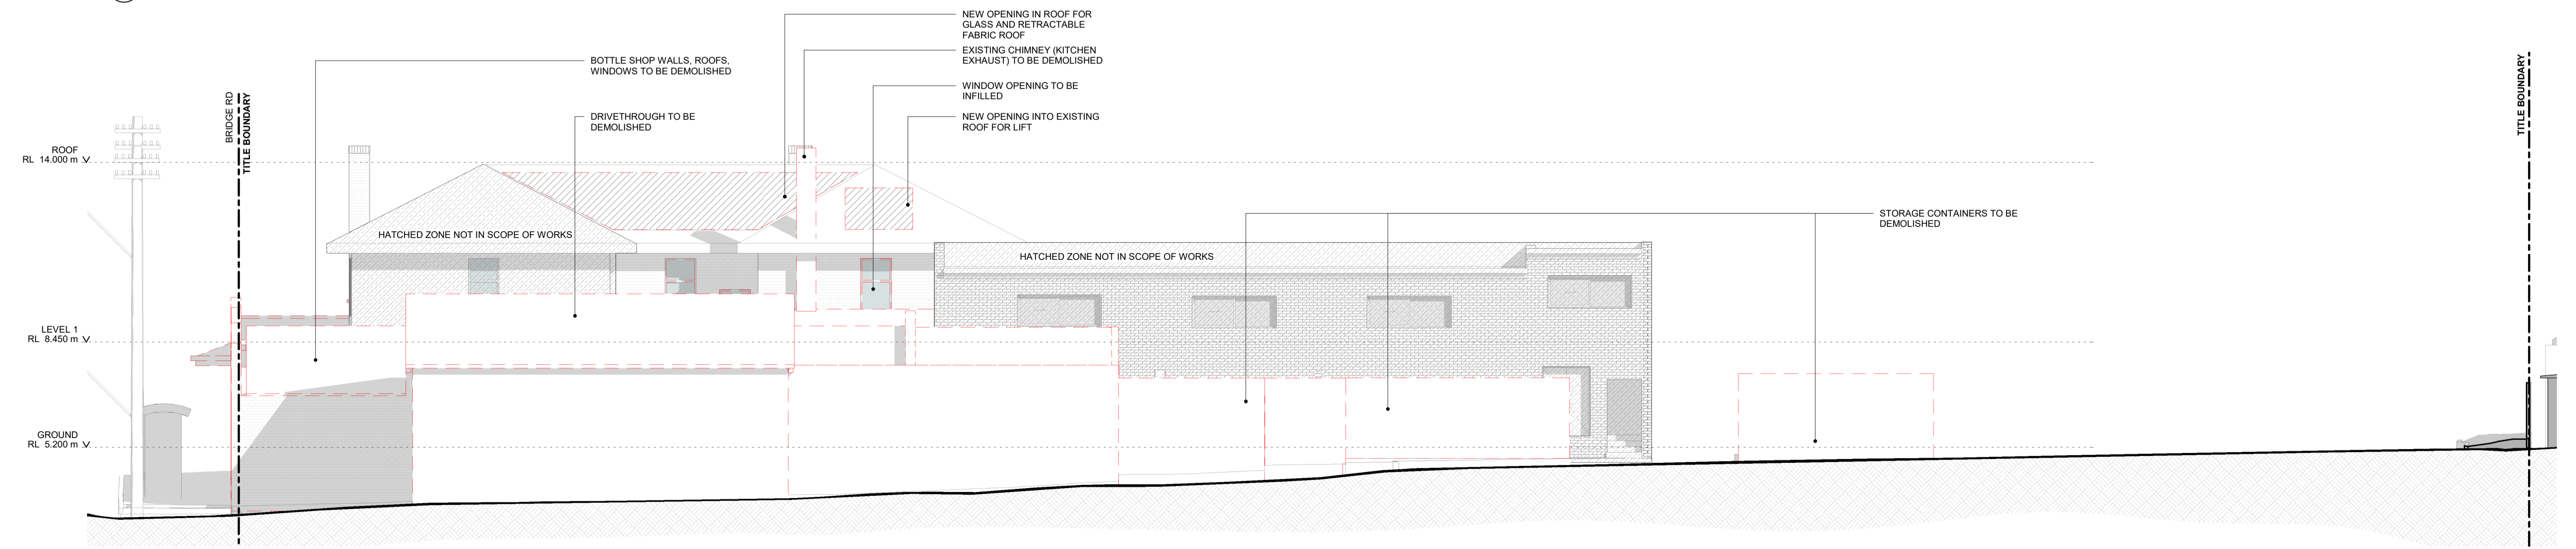 NEW OPENING IN ROOF FOR
GLASS AND RETRACTABLE
FABRIC ROOF
EXISTING CHIMNEY (KITCHEN
EXHAUST) TO BE DEMOLISHED
BOTTLE SHOP WALLS, ROOFS,
WINDOWS TO BE DEMOLISHED
WINDOW OPENING TO BE
INFILLED
DRIVETHROUGH TO BE
DEMOLISHED
NEW OPENING INTO EXISTING
ROOF FOR LIFT
BRIDGE RD
TITLE BOUNDARY
TITLE BOUNDARY
ROOF
RL 14.000 m
STORAGE CONTAINERS TO BE
DEMOLISHED
HATCHED ZONE NOT IN SCOPE OF WORKS
HATCHED ZONE NOT IN SCOPE OF WORKS
LEVEL 1
RL 8.450 m
GROUND
RL 5.200 m